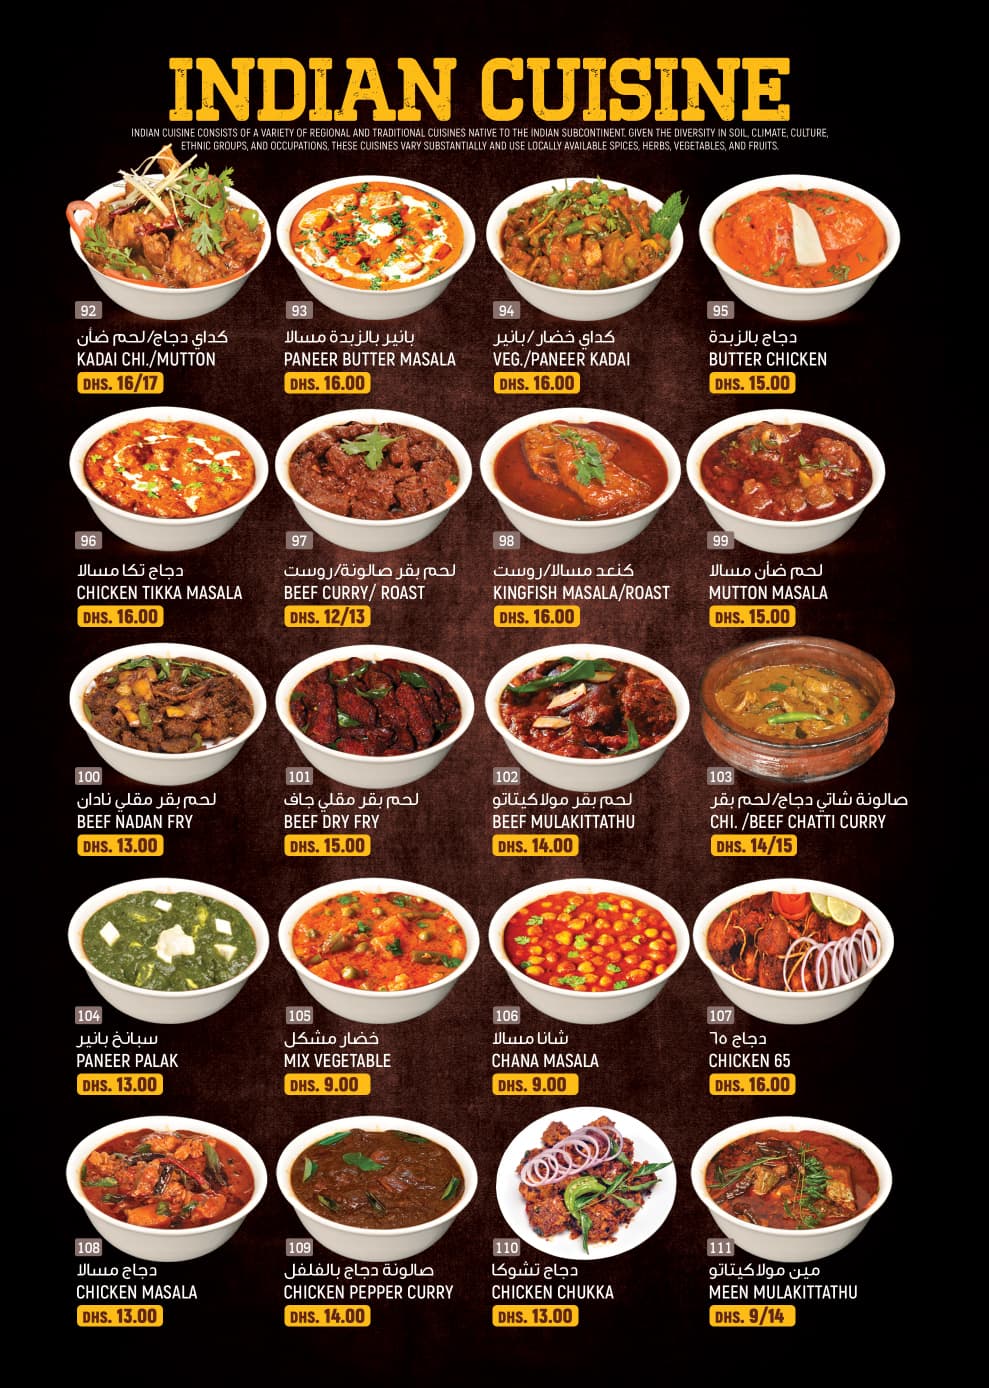 INDIAN CUISINE
INDIAN CUISINE CONSISTS OF A VARIETY OF REGIONAL AND TRADITIONAL CUISINES NATIVE TO THE INDIAN SUBCONTINENT. GIVEN THE DIVERSITY IN SOIL, CLIMATE, CULTURE,
ETHNIC GROUPS, AND OCCUPATIONS, THESE CUISINES VARY SUBSTANTIALLY AND USE LOCALLY AVAILABLE SPICES, HERBS, VEGETABLES, AND FRUITS.
92
كداي دجاج/لحم ضأن
KADAI CHI./MUTTON
DHS. 16/17
93
بانير بالزبدة مسالا
PANEER BUTTER MASALA
DHS. 16.00
94
كداي خضار /بانير
VEG./PANEER KADAI
DHS. 16.00
95
دجاج بالزبدة
BUTTER CHICKEN
DHS. 15.00
96
دجاج تكا مسالا
CHICKEN TIKKA MASALA
DHS. 16.00
97
لحم بقر صالونة/روست
BEEF CURRY/ ROAST
DHS. 12/13
98
كنعد مسالا/روست
KINGFISH MASALA/ROAST
DHS. 16.00
99
لحم ضأن مسالا
MUTTON MASALA
DHS. 15.00
100
لحم بقر مقلي نادان
BEEF NADAN FRY
DHS. 13.00
101
لحم بقر مقلي جاف
BEEF DRY FRY
DHS. 15.00
102
لحم بقر مولاكيتاتو
BEEF MULAKITTATHU
DHS. 14.00
103
صالونة شاتي دجاج/لحم بقر
CHI. /BEEF CHATTI CURRY
DHS. 14/15
104
سبانخ بانير
PANEER PALAK
DHS. 13.00
105
خضار مشكل
MIX VEGETABLE
DHS. 9.00
106
شانا مسالا
CHANA MASALA
DHS. 9.00
107
دجاج ٦٥
CHICKEN 65
DHS. 16.00
108
دجاج مسالا
CHICKEN MASALA
DHS. 13.00
109
صالونة دجاج بالفلفل
CHICKEN PEPPER CURRY
DHS. 14.00
110
دجاج تشوكا
CHICKEN CHUKKA
DHS. 13.00
111
مين مولاكيتاتو
MEEN MULAKITTATHU
DHS. 9/14